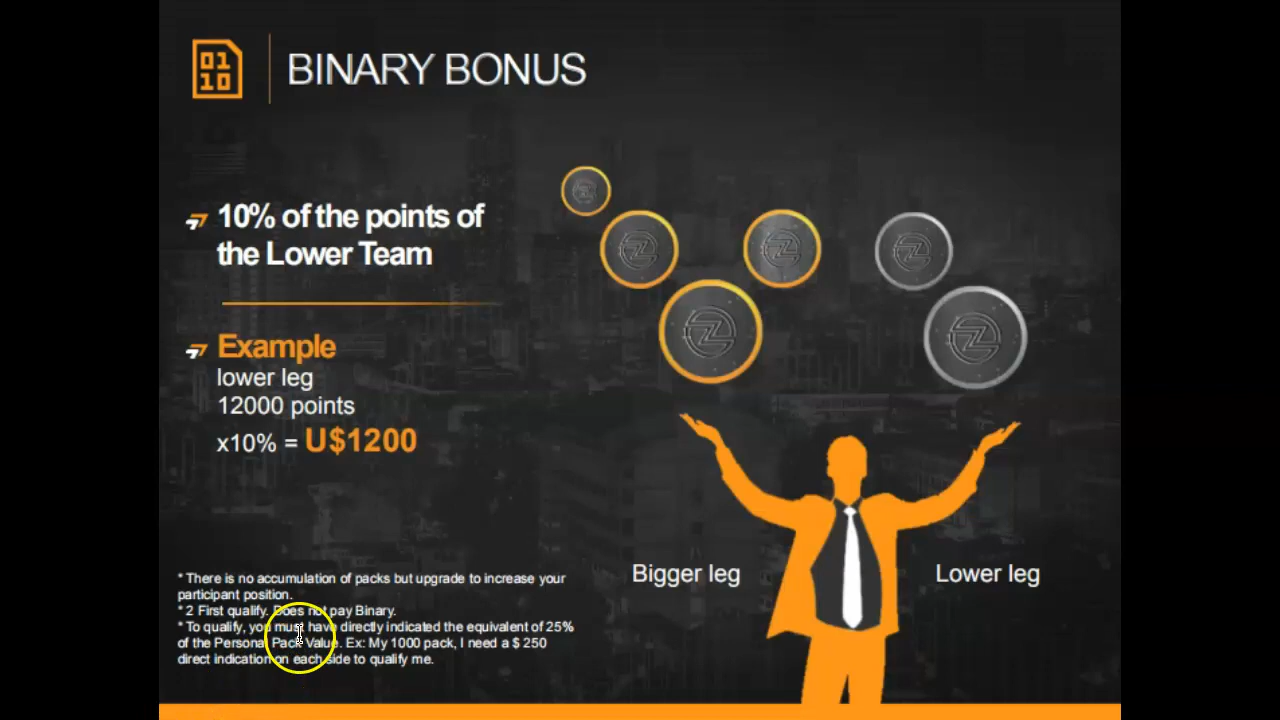 01
10
BINARY BONUS
10% of the points of
the Lower Team
Example
lower leg
12000 points
x10% = U$1200
Bigger leg
Lower leg
* There is no accumulation of packs but upgrade to increase your
participant position.
* 2 First qualify. Does not pay Binary.
* To qualify, you must have directly indicated the equivalent of 25%
of the Personal Pack Value. Ex: My 1000 pack, I need a $ 250
direct indication on each side to qualify me.